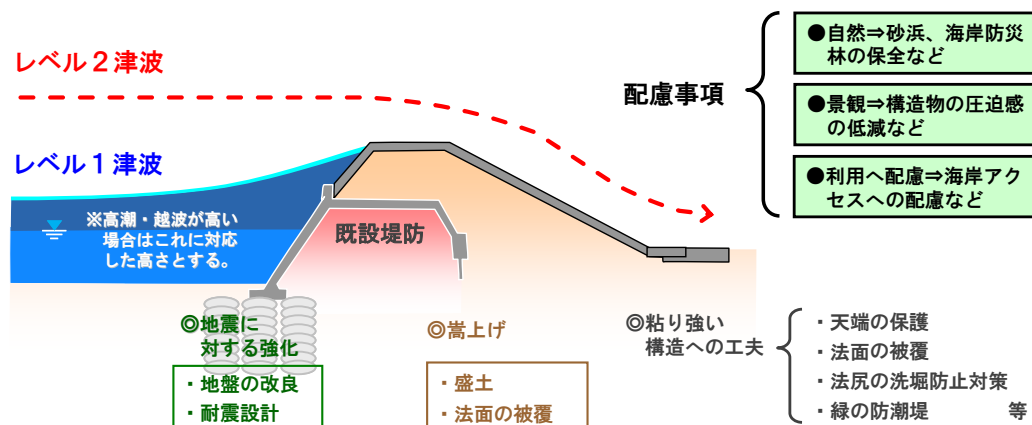 レベル２津波
レベル１津波
※高潮・越波が高い
場合はこれに対応
した高さとする。
既設堤防
配慮事項
●自然⇒砂浜、海岸防災
林の保全など
●景観⇒構造物の圧迫感
の低減など
●利用へ配慮⇒海岸アク
セスへの配慮など
◎地震に
対する強化
・地盤の改良
・耐震設計
◎嵩上げ
・盛土
・法面の被覆
◎粘り強い
構造への工夫
・天端の保護
・法面の被覆
・法尻の洗堀防止対策
・緑の防潮堤　　　等